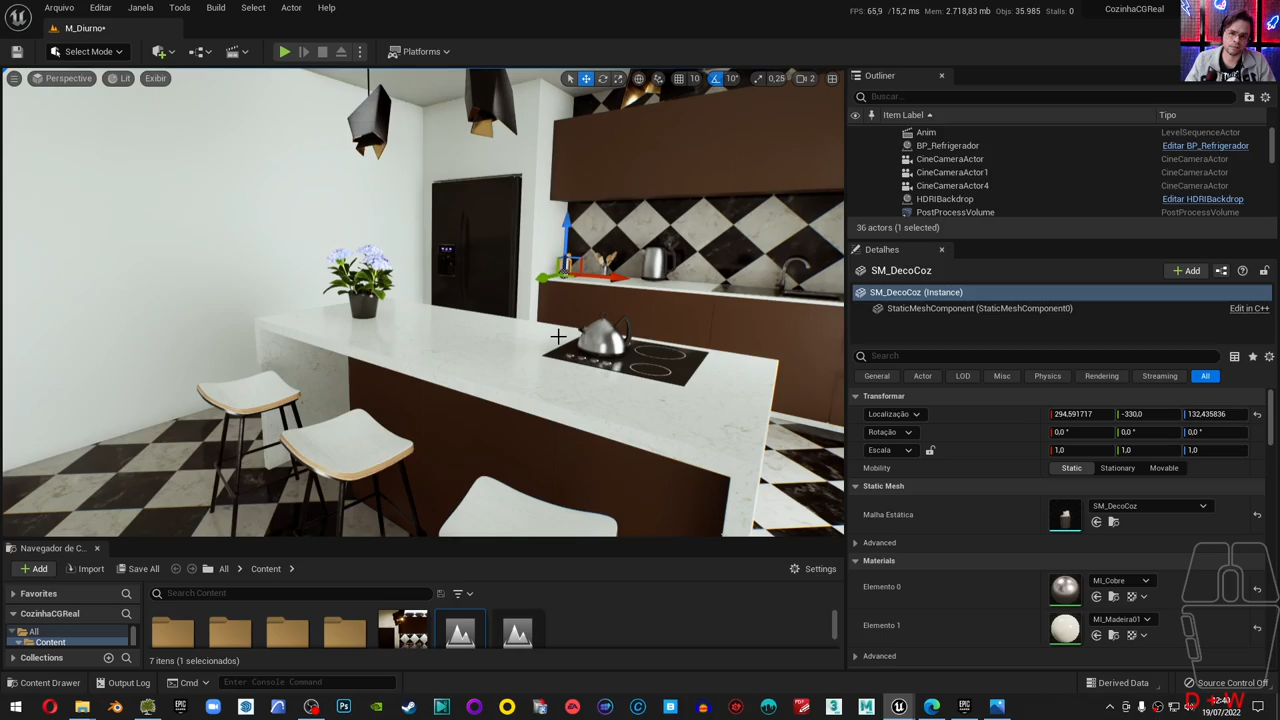 Arquivo Editar Janela Tools Build Select Actor Help
FPS: 65,9 / 15,2 ms Mem: 2.718,83 mb Objs: 35.985 Stalls: 0
CozinhaCGReal
M_Diurno•
Select Mode
Platforms
Perspective Lit Exibir
10 10° 0,25 2
Outliner
Buscar...
Item Label Tipo
Anim LevelSequenceActor
BP_Refrigerador Editar BP_Refrigerador
CineCameraActor CineCameraActor
CineCameraActor1 CineCameraActor
CineCameraActor4 CineCameraActor
HDRIBackdrop Editar HDRIBackdrop
PostProcessVolume PostProcessVolume
36 actors (1 selected)
Detalhes
SM_DecoCoz
Add
SM_DecoCoz (Instance)
StaticMeshComponent (StaticMeshComponent0) Edit in C++
Search
General Actor LOD Misc Physics Rendering Streaming All
Transformar
Localização 294,591717 -330,0 132,435836
Rotação 0,0 ° 0,0 ° 0,0 °
Escala 1,0 1,0 1,0
Mobility Static Stationary Movable
Static Mesh
Malha Estática SM_DecoCoz
Advanced
Materials
Elemento 0 MI_Cobre
Elemento 1 MI_Madeira01
Advanced
Navegador de C...
Add Import Save All All Content Settings
Favorites
CozinhaCGReal
All
Content
Collections
Search Content
7 itens (1 selecionados)
Content Drawer Output Log Cmd Enter Console Command
Derived Data Source Control Off
D + W
19/07/2022